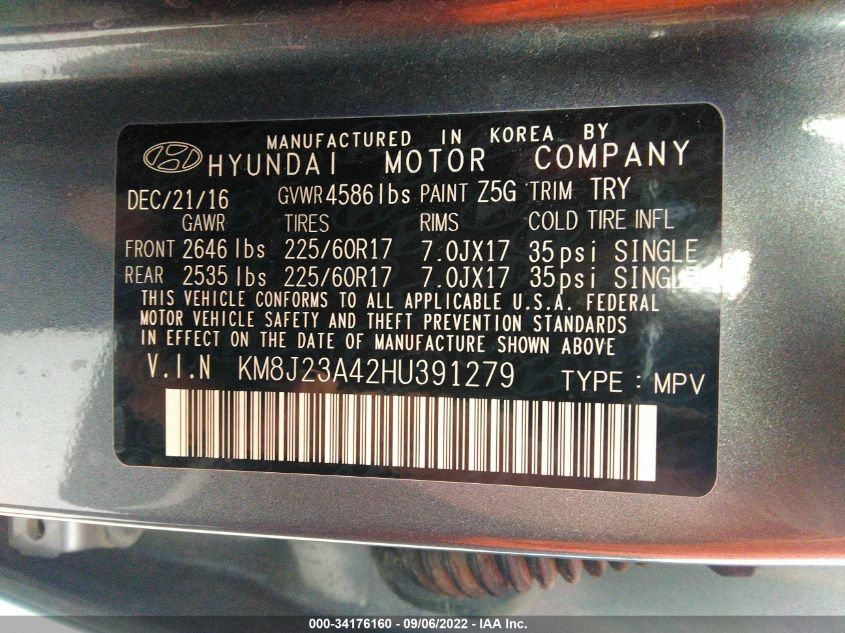 MANUFACTURED IN KOREA BY
HYUNDAI MOTOR COMPANY
DEC/21/16 GVWR 4586 lbs PAINT Z5G TRIM TRY
GAWR TIRES RIMS COLD TIRE INFL
FRONT 2646 lbs 225/60R17 7.0JX17 35psi SINGLE
REAR 2535 lbs 225/60R17 7.0JX17 35psi SINGLE
THIS VEHICLE CONFORMS TO ALL APPLICABLE U.S.A. FEDERAL
MOTOR VEHICLE SAFETY AND THEFT PREVENTION STANDARDS
IN EFFECT ON THE DATE OF MANUFACTURE SHOWN ABOVE
V.I.N KM8J23A42HU391279 TYPE : MPV
000-34176160 - 09/06/2022 - IAA Inc.